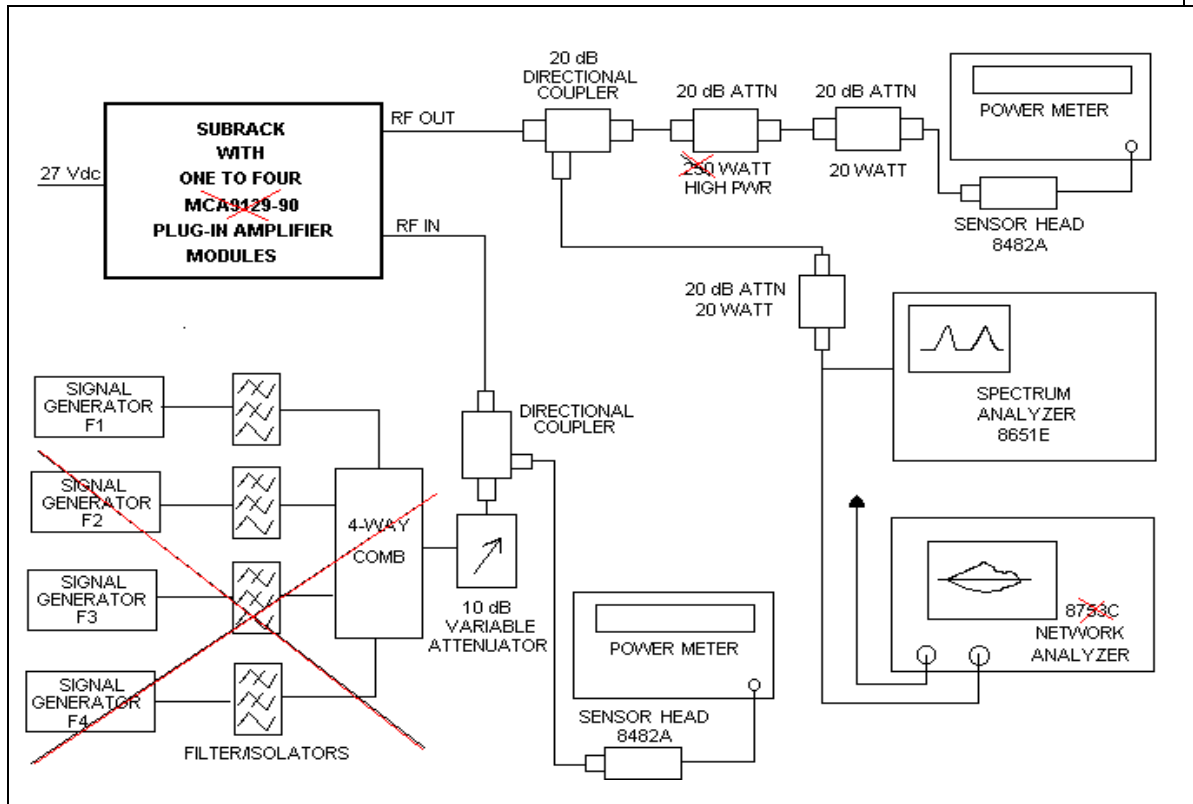 20 dB
DIRECTIONAL
COUPLER
20 dB ATTN
20 dB ATTN
POWER METER
RF OUT
SUBRACK
WITH
ONE TO FOUR
MCA9129-90
PLUG-IN AMPLIFIER
MODULES
27 Vdc
250 WATT
HIGH PWR
20 WATT
SENSOR HEAD
8482A
RF IN
20 dB ATTN
20 WATT
SPECTRUM
ANALYZER
8651E
SIGNAL
GENERATOR
F1
DIRECTIONAL
COUPLER
SIGNAL
GENERATOR
F2
4-WAY
COMB
SIGNAL
GENERATOR
F3
10 dB
VARIABLE
ATTENUATOR
POWER METER
8753C
NETWORK
ANALYZER
SIGNAL
GENERATOR
F4
FILTER/ISOLATORS
SENSOR HEAD
8482A